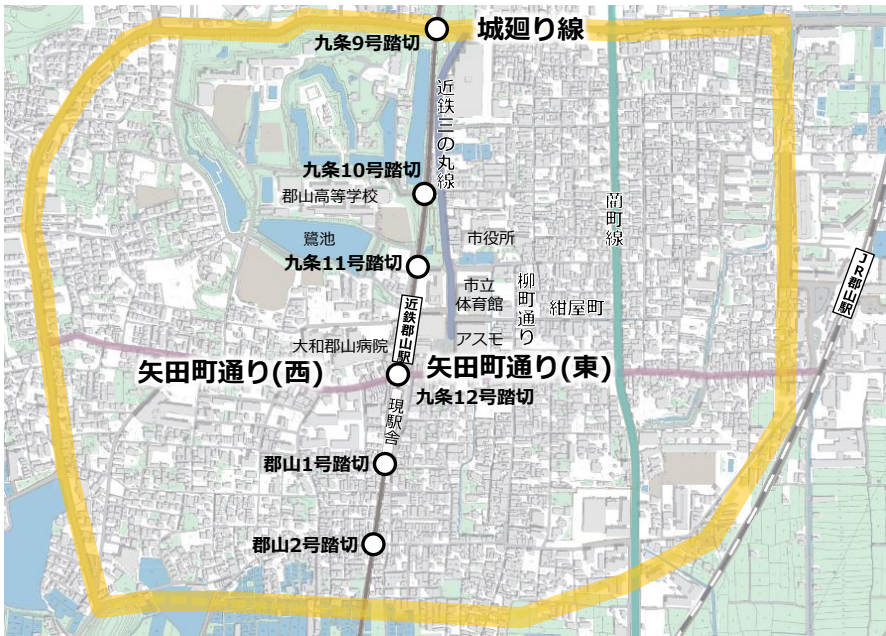 城廻り線
九条9号踏切
近鉄三の丸線
九条10号踏切
郡山高等学校
藺町線
鷺池
市役所
九条11号踏切
市立
体育館
柳町通り
紺屋町
JR郡山駅
近鉄郡山駅
大和郡山病院
アスモ
矢田町通り(西)
矢田町通り(東)
九条12号踏切
現駅舎
郡山1号踏切
郡山2号踏切